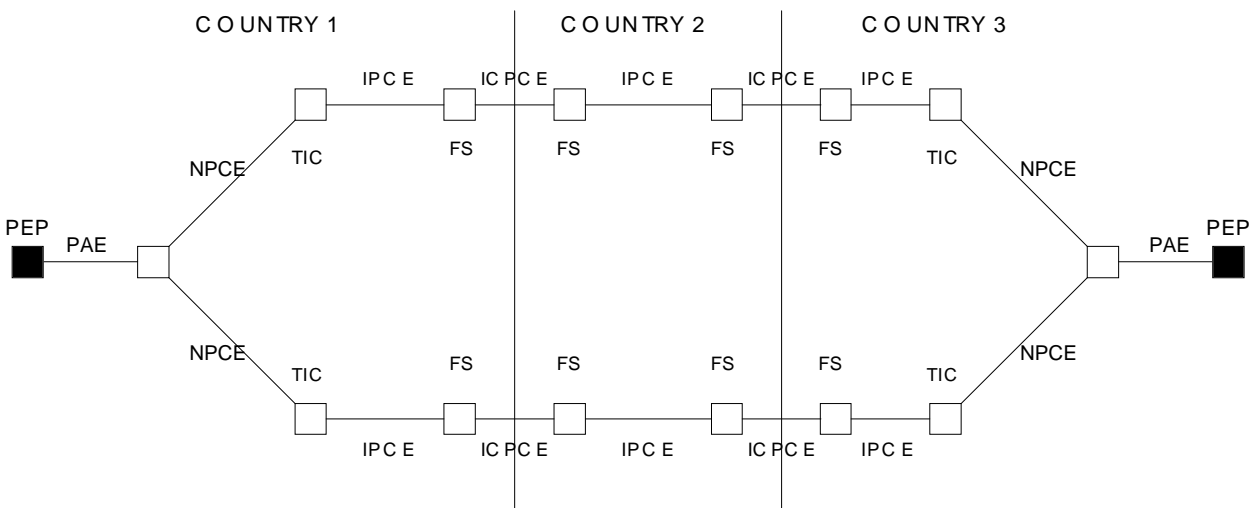 COUNTRY 1 COUNTRY 2 COUNTRY 3
IPCE ICPCE IPCE ICPCE IPCE
TIC FS FS FS FS TIC
NPCE NPCE
PEP PAE PAE PEP
NPCE NPCE
TIC FS FS FS FS TIC
IPCE ICPCE IPCE ICPCE IPCE